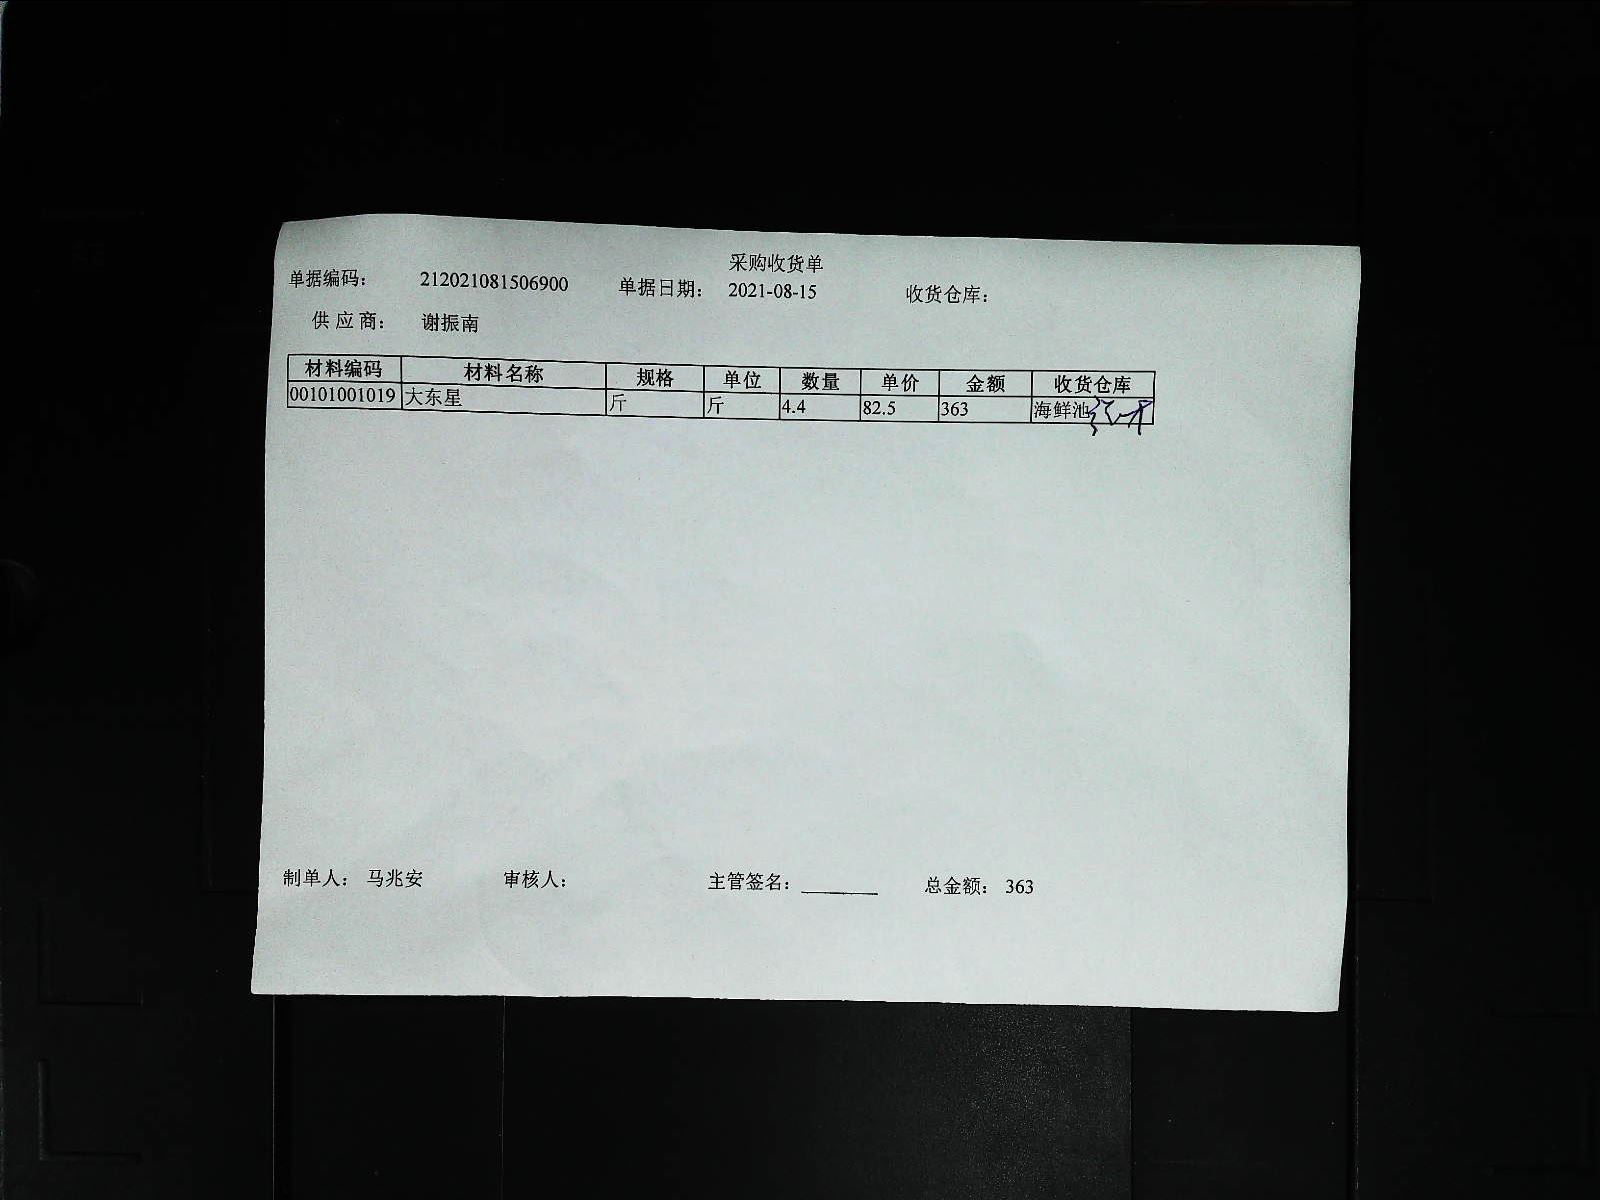 采购收货单
单据编码： 212021081506900 单据日期： 2021-08-15 收货仓库：
供应商： 谢振南
材料编码 材料名称 规格 单位 数量 单价 金额 收货仓库
00101001019 大东星 斤 斤 4.4 82.5 363 海鲜池
制单人： 马兆安 审核人： 主管签名：______ 总金额： 363